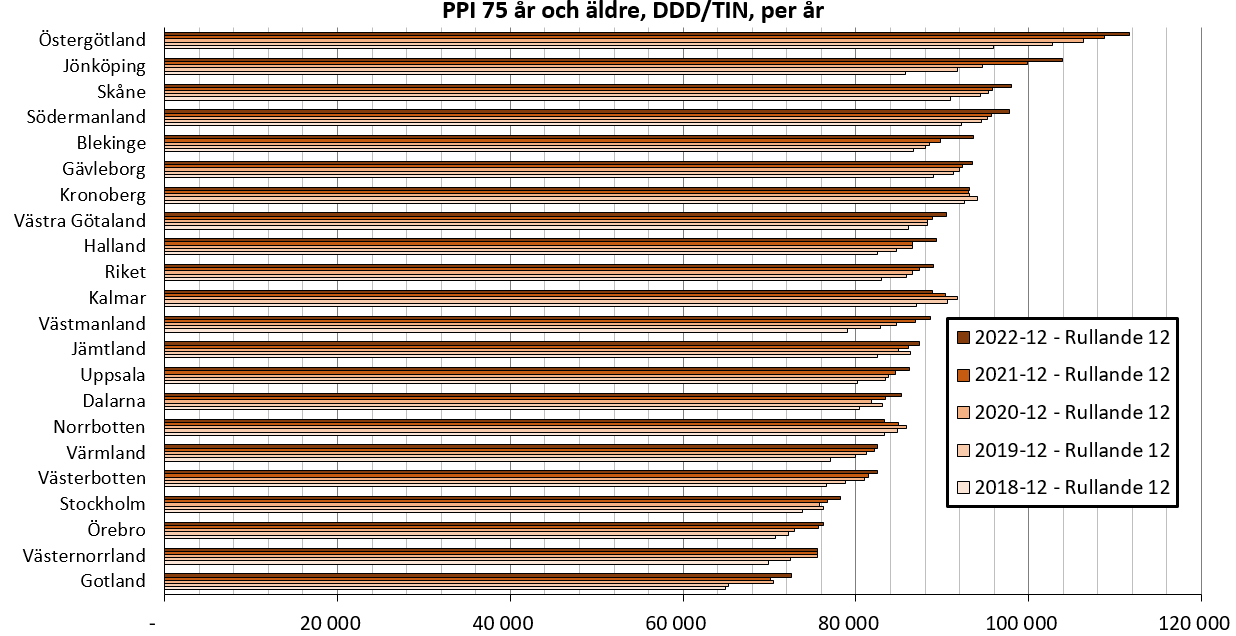 PPI 75 år och äldre, DDD/TIN, per år
Östergötland
Jönköping
Skåne
Södermanland
Blekinge
Gävleborg
Kronoberg
Västra Götaland
Halland
Riket
Kalmar
Västmanland
Jämtland
Uppsala
Dalarna
Norrbotten
Värmland
Västerbotten
Stockholm
Örebro
Västernorrland
Gotland
2022-12 - Rullande 12
2021-12 - Rullande 12
2020-12 - Rullande 12
2019-12 - Rullande 12
2018-12 - Rullande 12
- 20 000 40 000 60 000 80 000 100 000 120 000